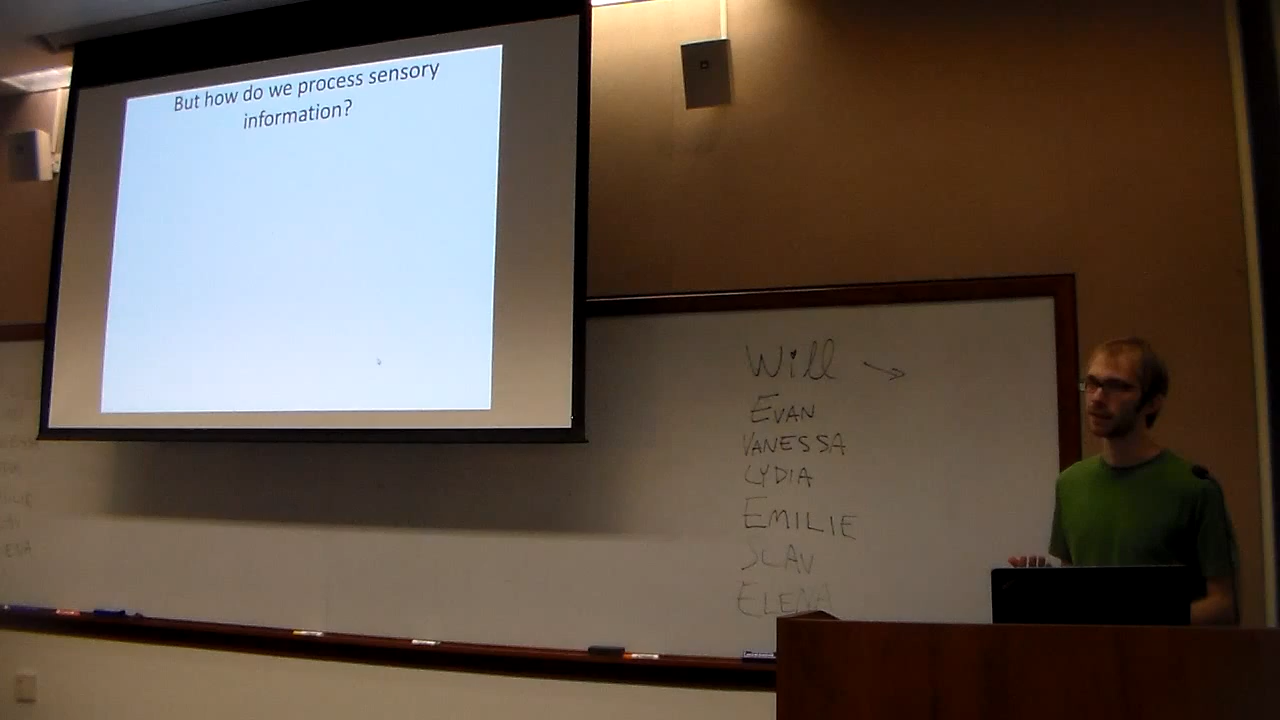 But how do we process sensory
information?
Will →
EVAN
VANESSA
LYDIA
EMILIE
SLAV
ELENA